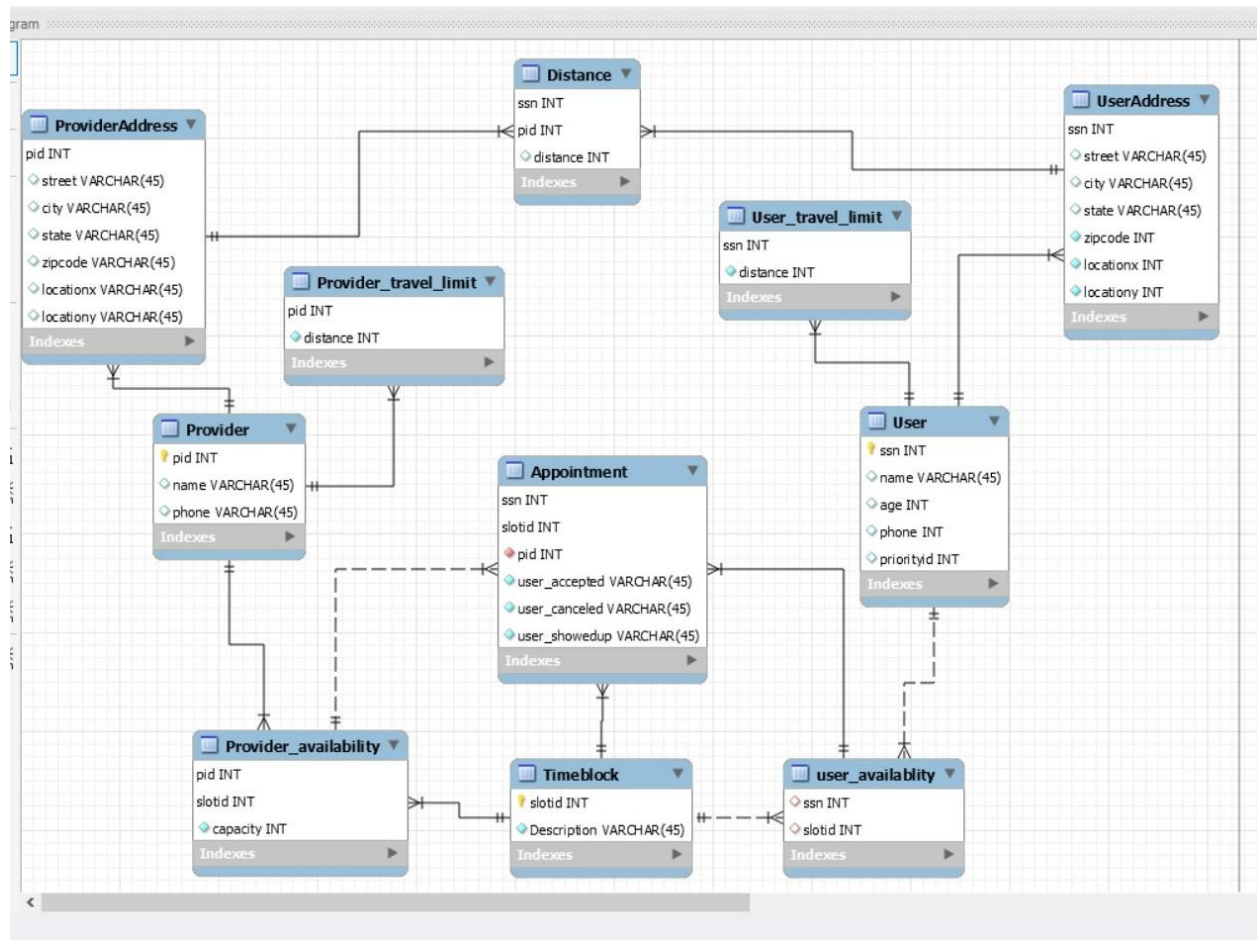 gram
Distance
ssn INT
pid INT
distance INT
Indexes
ProviderAddress
pid INT
street VARCHAR(45)
city VARCHAR(45)
state VARCHAR(45)
zipcode VARCHAR(45)
locationx VARCHAR(45)
locationy VARCHAR(45)
Indexes
UserAddress
ssn INT
street VARCHAR(45)
city VARCHAR(45)
state VARCHAR(45)
zipcode INT
locationx INT
locationy INT
Indexes
User_travel_limit
ssn INT
distance INT
Indexes
Provider_travel_limit
pid INT
distance INT
Indexes
Provider
pid INT
name VARCHAR(45)
phone VARCHAR(45)
Indexes
Appointment
ssn INT
slotid INT
pid INT
user_accepted VARCHAR(45)
user_canceled VARCHAR(45)
user_showedup VARCHAR(45)
Indexes
User
ssn INT
name VARCHAR(45)
age INT
phone INT
priorityid INT
Indexes
Provider_availability
pid INT
slotid INT
capacity INT
Indexes
Timeblock
slotid INT
Description VARCHAR(45)
Indexes
user_availablity
ssn INT
slotid INT
Indexes